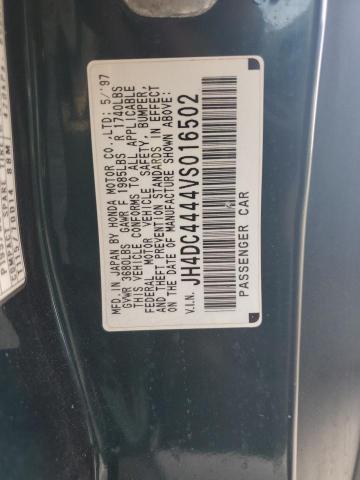 MFD. IN JAPAN BY HONDA MOTOR CO.,LTD: 5/'97
GVWR 3680LBS GAWR F 1985LBS R 1740LBS
THIS VEHICLE CONFORMS TO ALL APPLICABLE
FEDERAL MOTOR VEHICLE SAFETY, BUMPER,
AND THEFT PREVENTION STANDARDS IN EFFECT
ON THE DATE OF MANUFACTURE SHOWN ABOVE.
V.I.N. JH4DC4444VS016502
PASSENGER CAR